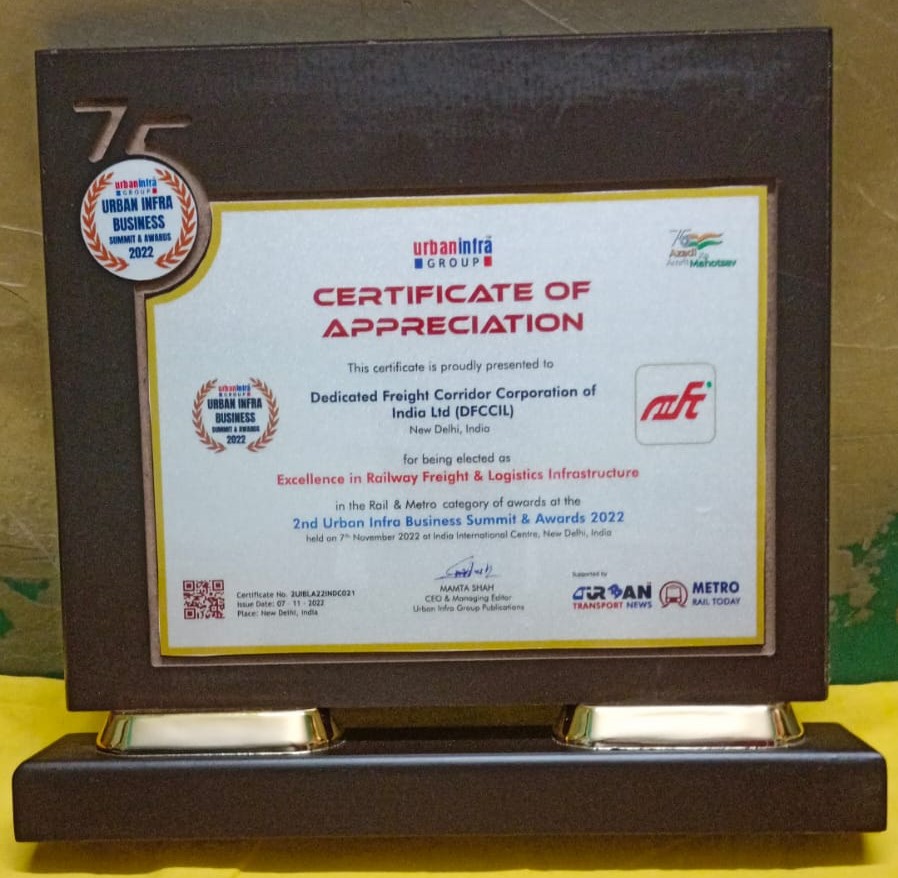 75
urbaninfra
GROUP
URBAN INFRA
BUSINESS
SUMMIT & AWARDS
2022
urbaninfra
GROUP
75
Azadi Ka
Amrit Mahotsav
CERTIFICATE OF
APPRECIATION
This certificate is proudly presented to
Dedicated Freight Corridor Corporation of
India Ltd (DFCCIL)
New Delhi, India
urbaninfra
GROUP
URBAN INFRA
BUSINESS
SUMMIT & AWARDS
2022
for being elected as
Excellence in Railway Freight & Logistics Infrastructure
in the Rail & Metro category of awards at the
2nd Urban Infra Business Summit & Awards 2022
held on 7th November 2022 at India International Centre, New Delhi, India
MAMTA SHAH
CEO & Managing Editor
Urban Infra Group Publications
Certificate No. 2UIBLA22INDC021
Issue Date: 07 - 11 - 2022
Place: New Delhi, India
Supported by
URBAN
TRANSPORT NEWS
METRO
RAIL TODAY